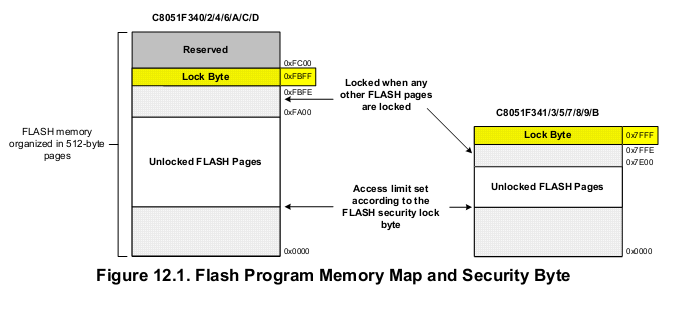 C8051F340/2/4/6/A/C/D
Reserved
0xFC00
Lock Byte
0xFBFF
0xFBFE
0xFA00
FLASH memory
organized in 512-byte
pages
Unlocked FLASH Pages
0x0000
Locked when any
other FLASH pages
are locked
Access limit set
according to the
FLASH security lock
byte
C8051F341/3/5/7/8/9/B
Lock Byte
0x7FFF
0x7FFE
0x7E00
Unlocked FLASH Pages
0x0000
Figure 12.1. Flash Program Memory Map and Security Byte